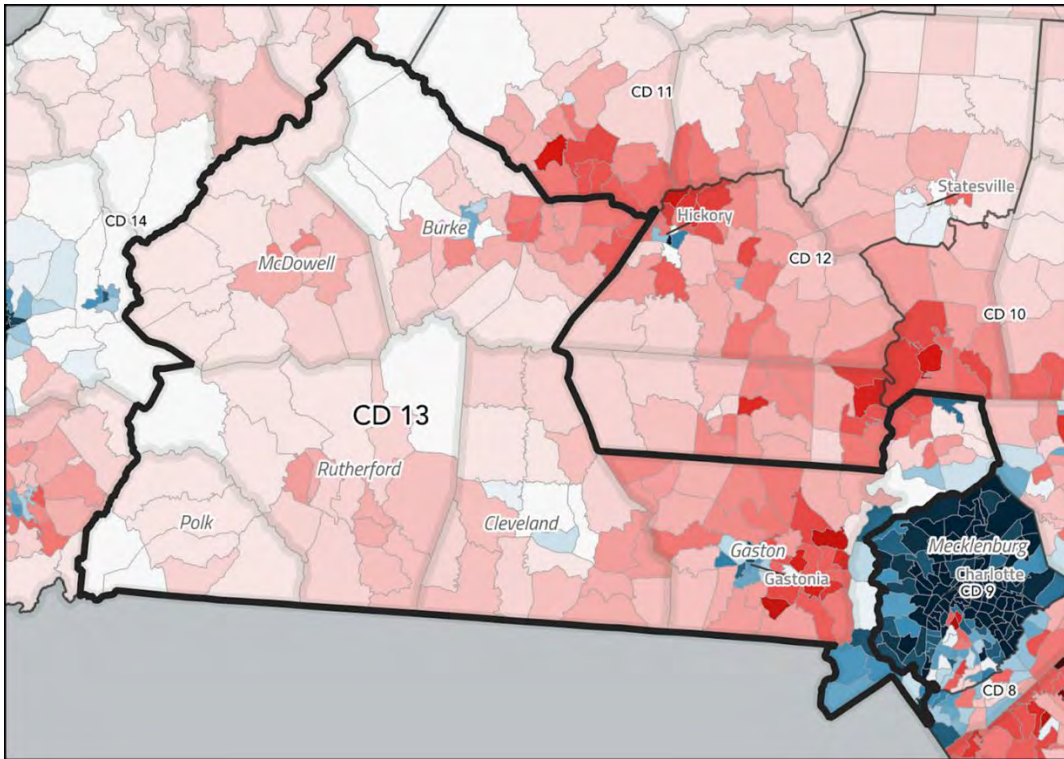 CD 11
Statesville
CD 14
Burke
Hickory
McDowell
CD 12
CD 10
CD 13
Rutherford
Polk
Cleveland
Gaston
Mecklenburg
Gastonia
Charlotte
CD 9
CD 8